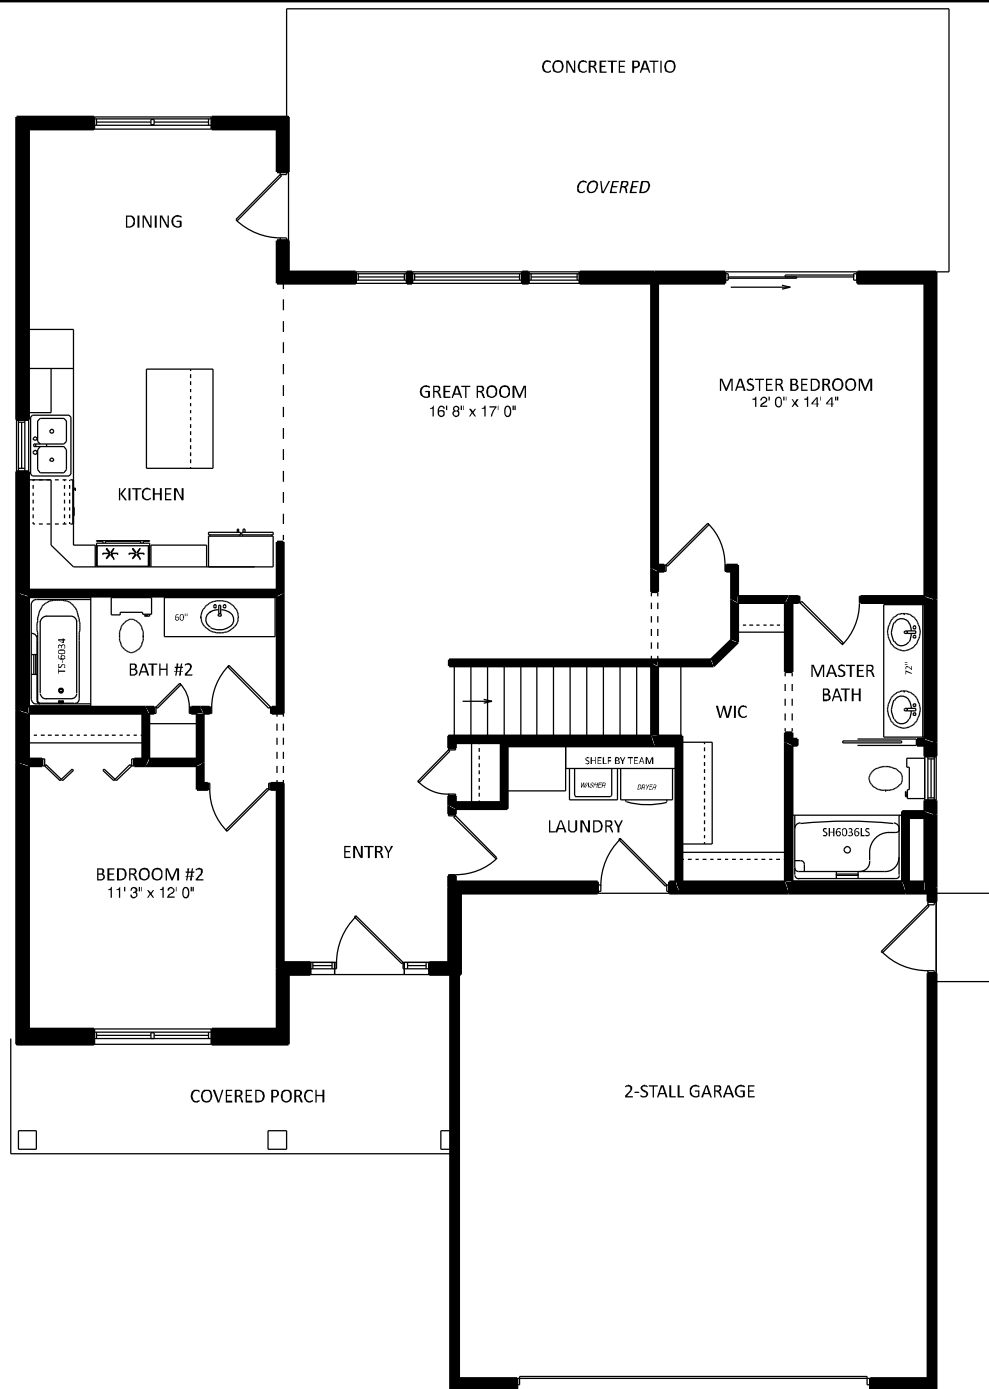 CONCRETE PATIO
COVERED
DINING
GREAT ROOM
16' 8" x 17' 0"
MASTER BEDROOM
12' 0" x 14' 4"
KITCHEN
60"
TS-6034
BATH #2
MASTER
BATH
72"
WIC
SHELF BY TEAM
WASHER
DRYER
LAUNDRY
SH6036LS
ENTRY
BEDROOM #2
11' 3" x 12' 0"
COVERED PORCH
2-STALL GARAGE